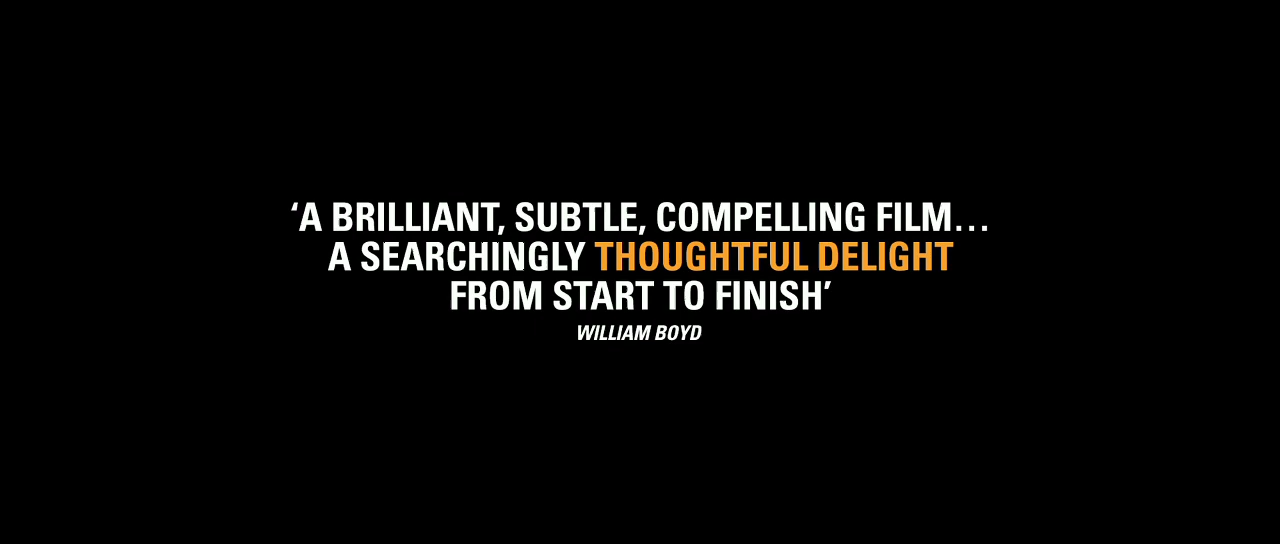 ‘A BRILLIANT, SUBTLE, COMPELLING FILM...
A SEARCHINGLY THOUGHTFUL DELIGHT
FROM START TO FINISH’
WILLIAM BOYD